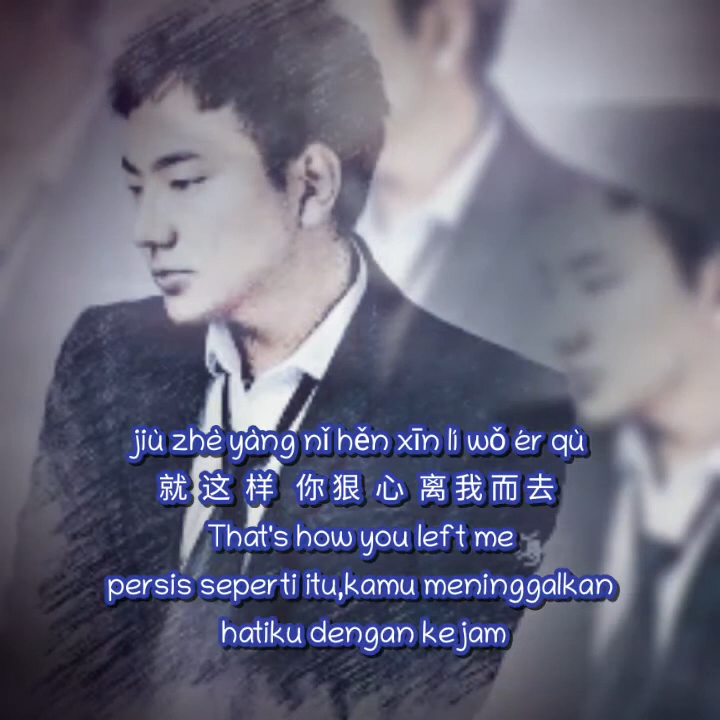 jiù zhè yàng nǐ hěn xīn lí wǒ ér qù
就 这 样 你 狠 心 离 我 而 去
That's how you left me
persis seperti itu,kamu meninggalkan
hatiku dengan kejam